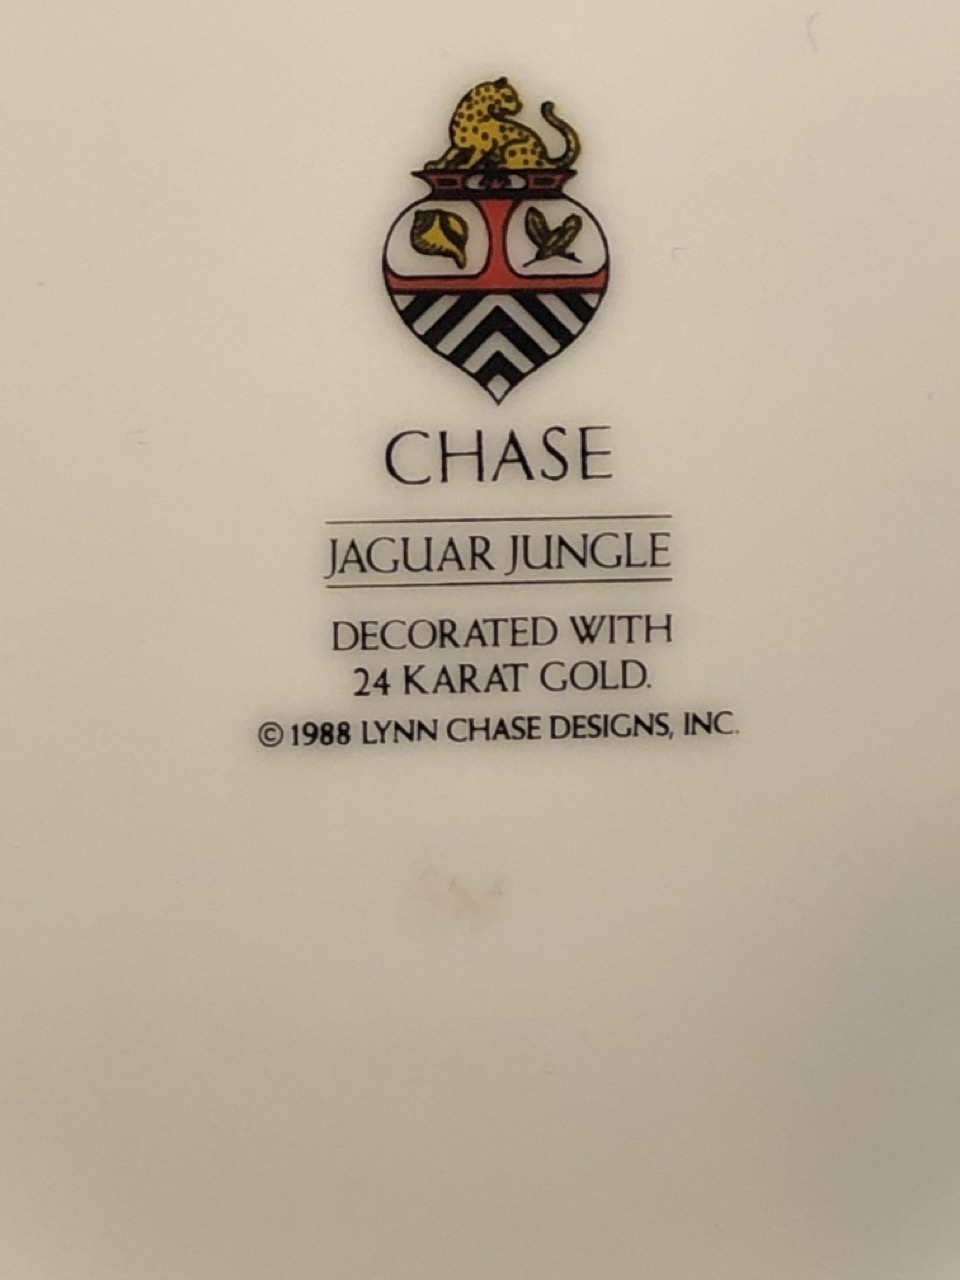 CHASE
JAGUAR JUNGLE
DECORATED WITH
24 KARAT GOLD.
© 1988 LYNN CHASE DESIGNS, INC.